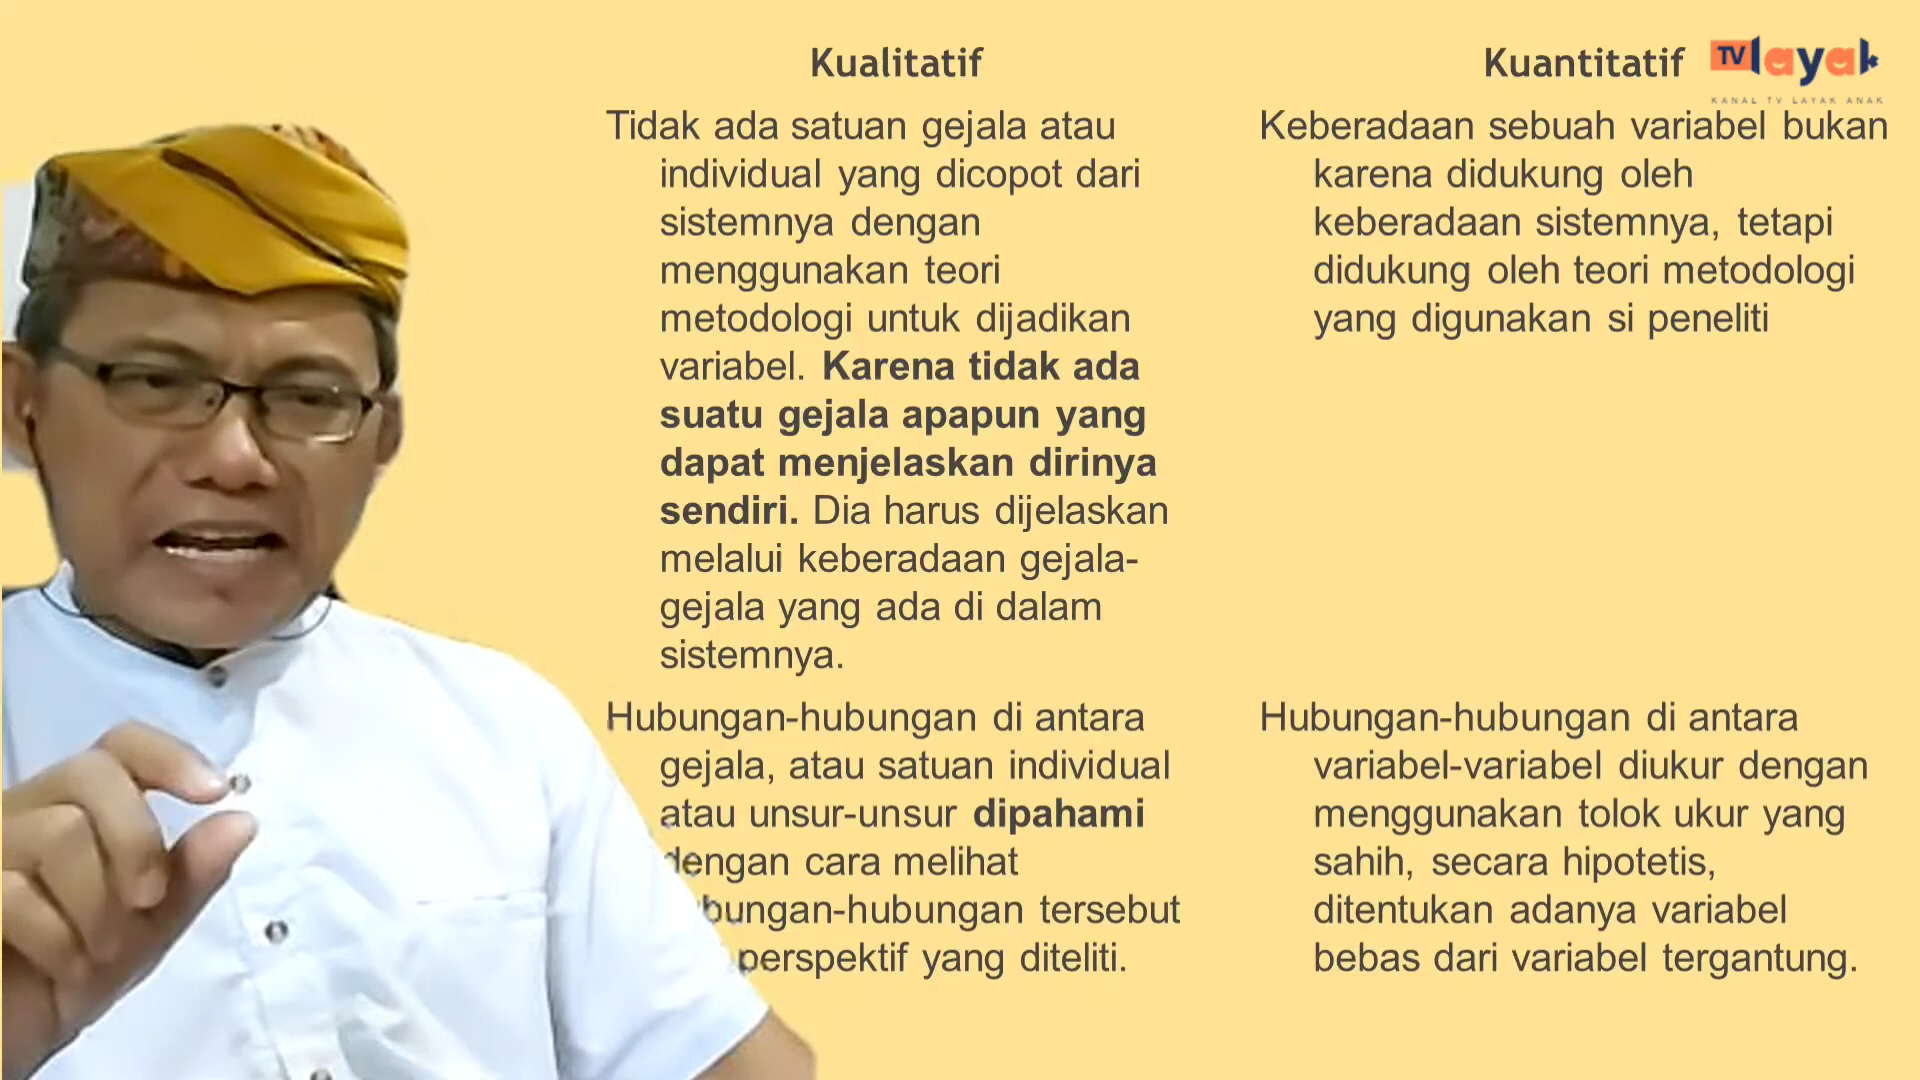 Kualitatif
Tidak ada satuan gejala atau
individual yang dicopot dari
sistemnya dengan
menggunakan teori
metodologi untuk dijadikan
variabel. Karena tidak ada
suatu gejala apapun yang
dapat menjelaskan dirinya
sendiri. Dia harus dijelaskan
melalui keberadaan gejala-
gejala yang ada di dalam
sistemnya.
Hubungan-hubungan di antara
gejala, atau satuan individual
atau unsur-unsur dipahami
dengan cara melihat
bungan-hubungan tersebut
perspektif yang diteliti.
Kuantitatif
Keberadaan sebuah variabel bukan
karena didukung oleh
keberadaan sistemnya, tetapi
didukung oleh teori metodologi
yang digunakan si peneliti
Hubungan-hubungan di antara
variabel-variabel diukur dengan
menggunakan tolok ukur yang
sahih, secara hipotetis,
ditentukan adanya variabel
bebas dari variabel tergantung.
TV layak
KANAL TV LAYAK ANAK